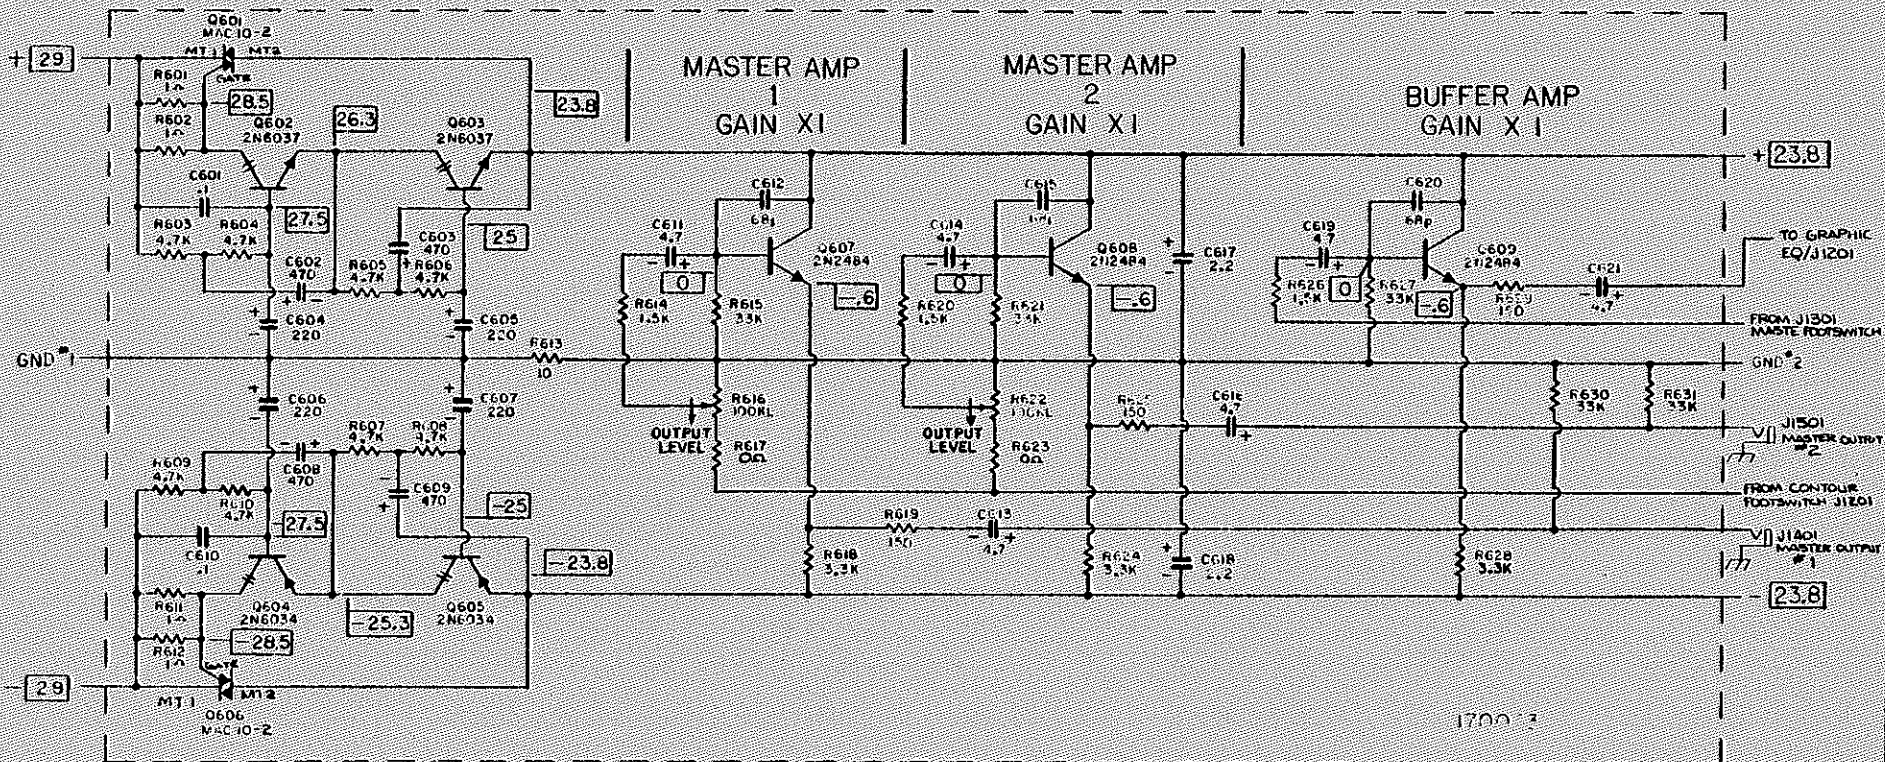 Q601
MAC10-2
+ 29
MT1
MT2
GATE
R601
1Ω
R602
1Ω
28.5
Q602
2N6037
26.3
Q603
2N6037
23.8
MASTER AMP
1
GAIN X1
MASTER AMP
2
GAIN X1
BUFFER AMP
GAIN X1
+ 23.8
C601
.1
27.5
R603
4.7K
R604
4.7K
C602
470
R605
4.7K
C603
470
R606
4.7K
25
C604
220
C605
220
GND #1
R613
10
C611
4.7
C612
0
Q607
2N2484
-.6
R614
1.5K
R615
33K
C614
4.7
C615
0
Q608
2N2484
-.6
R620
1.5K
R621
33K
C617
2.2
C619
4.7
C620
68p
0
C609
2N2484
-.6
R626
1.5K
R627
33K
150
C621
4.7
TO GRAPHIC
EQ/J1201
FROM J1301
MASTE FOOTSWITCH
GND #2
C606
220
C607
220
R616
100KL
OUTPUT
LEVEL
R617
0Ω
R622
OUTPUT
LEVEL
R623
0Ω
150
C616
4.7
R630
33K
R631
33K
J1501
MASTER OUTPUT
#2
R607
4.7K
R608
4.7K
C608
470
R609
4.7K
R610
4.7K
C609
470
-25
-27.5
C610
.1
FROM CONTOUR
FOOTSWITCH J1201
R619
150
C613
4.7
J1401
MASTER OUTPUT
#1
-23.8
R618
3.3K
R624
3.3K
C618
2.2
R628
3.3K
R611
1Ω
R612
1Ω
Q604
2N6034
-25.3
Q605
2N6034
-28.5
- 23.8
- 29
GATE
MT1
MT2
Q606
MAC10-2